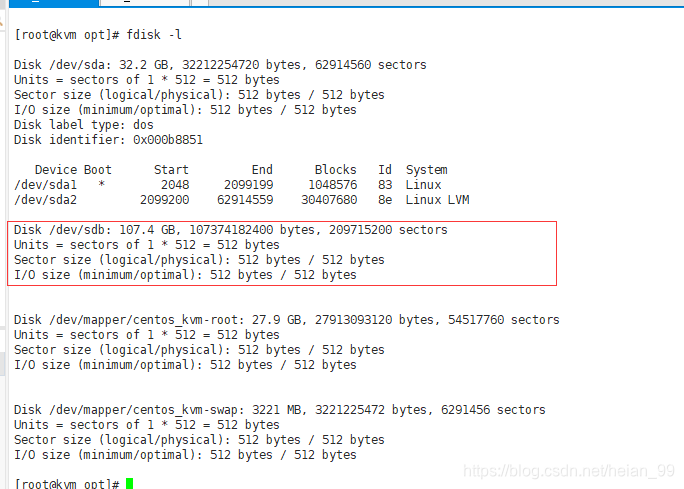 [root@kvm opt]# fdisk -l
Disk /dev/sda: 32.2 GB, 32212254720 bytes, 62914560 sectors
Units = sectors of 1 * 512 = 512 bytes
Sector size (logical/physical): 512 bytes / 512 bytes
I/O size (minimum/optimal): 512 bytes / 512 bytes
Disk label type: dos
Disk identifier: 0x000b8851
Device Boot Start End Blocks Id System
/dev/sda1 * 2048 2099199 1048576 83 Linux
/dev/sda2 2099200 62914559 30407680 8e Linux LVM
Disk /dev/sdb: 107.4 GB, 107374182400 bytes, 209715200 sectors
Units = sectors of 1 * 512 = 512 bytes
Sector size (logical/physical): 512 bytes / 512 bytes
I/O size (minimum/optimal): 512 bytes / 512 bytes
Disk /dev/mapper/centos_kvm-root: 27.9 GB, 27913093120 bytes, 54517760 sectors
Units = sectors of 1 * 512 = 512 bytes
Sector size (logical/physical): 512 bytes / 512 bytes
I/O size (minimum/optimal): 512 bytes / 512 bytes
Disk /dev/mapper/centos_kvm-swap: 3221 MB, 3221225472 bytes, 6291456 sectors
Units = sectors of 1 * 512 = 512 bytes
Sector size (logical/physical): 512 bytes / 512 bytes
I/O size (minimum/optimal): 512 bytes / 512 bytes
[root@kvm opt]#
https://blog.csdn.net/heian_99